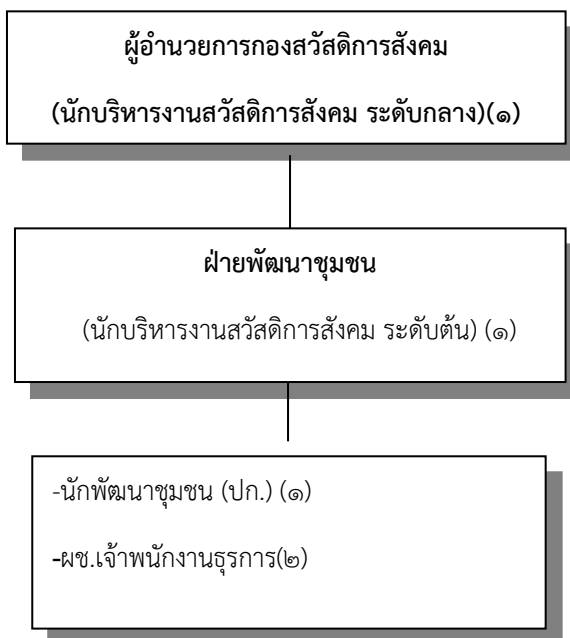 ผู้อำนวยการกองสวัสดิการสังคม
(นักบริหารงานสวัสดิการสังคม ระดับกลาง)(๑)
ฝ่ายพัฒนาชุมชน
(นักบริหารงานสวัสดิการสังคม ระดับต้น) (๑)
-นักพัฒนาชุมชน (ปก.) (๑)
-ผช.เจ้าพนักงานธุรการ(๒)